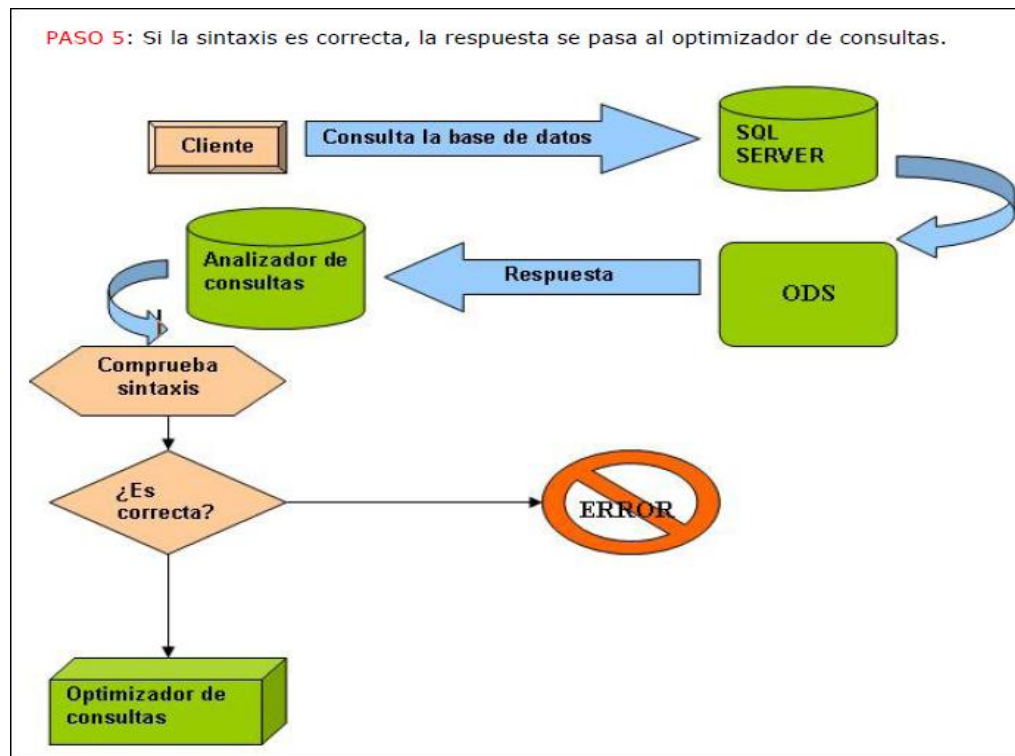 PASO 5: Si la sintaxis es correcta, la respuesta se pasa al optimizador de consultas.
Cliente
Consulta la base de datos
SQL
SERVER
Analizador de
consultas
Respuesta
ODS
Comprueba
sintaxis
¿Es
correcta?
ERROR
Optimizador de
consultas